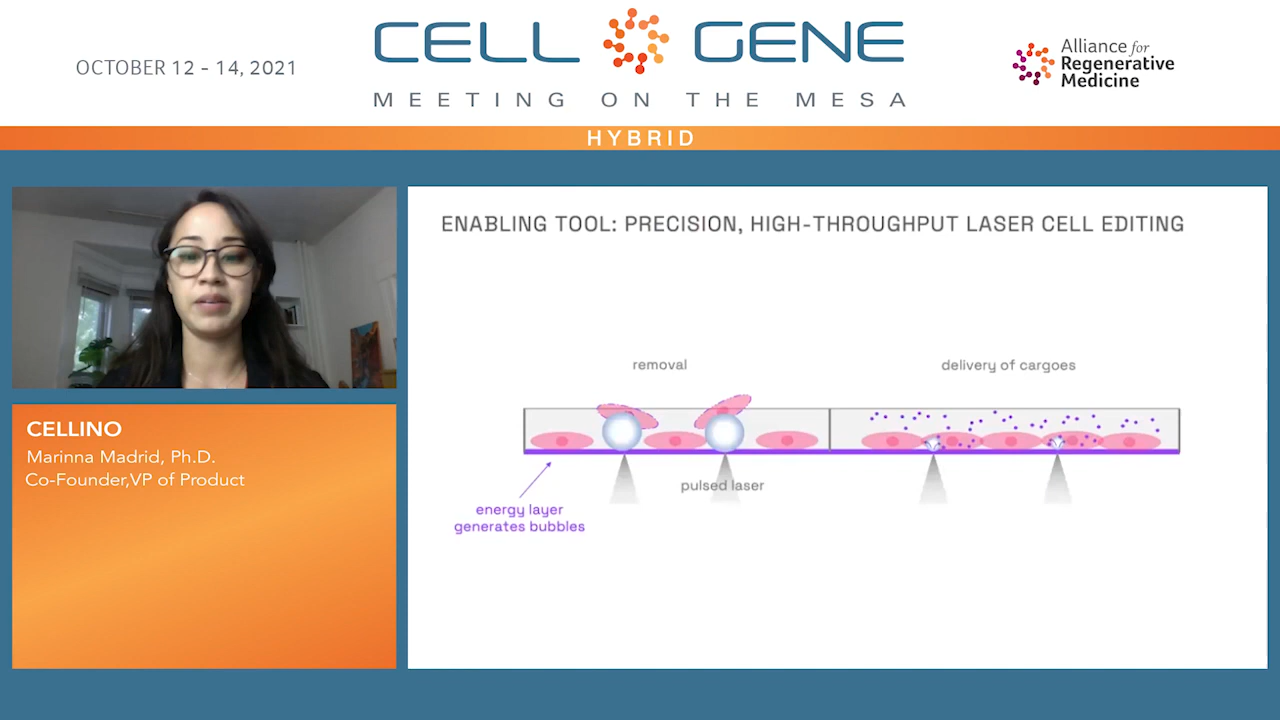 OCTOBER 12 - 14, 2021
CELL GENE
MEETING ON THE MESA
Alliance for
Regenerative
Medicine
HYBRID
CELLINO
Marinna Madrid, Ph.D.
Co-Founder,VP of Product
ENABLING TOOL: PRECISION, HIGH-THROUGHPUT LASER CELL EDITING
removal
delivery of cargoes
pulsed laser
energy layer
generates bubbles